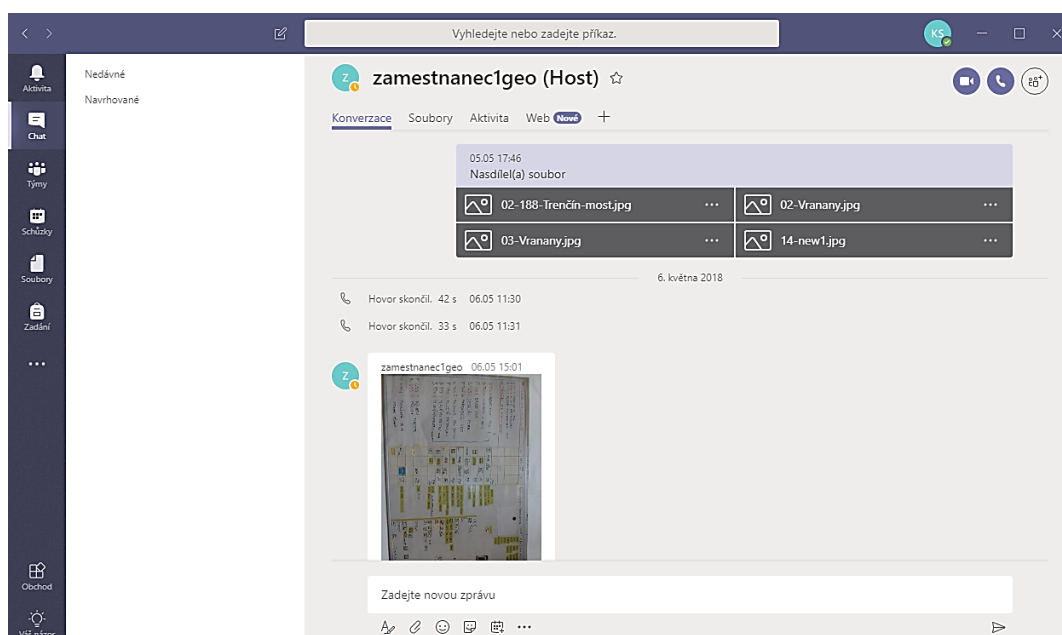 Vyhledejte nebo zadejte příkaz.
KS
Aktivita
Chat
Týmy
Schůzky
Soubory
Zadání
Obchod
Váš názor
Nedávné
Navrhované
Z
zamestnanec1geo (Host)
Konverzace Soubory Aktivita Web Nové
05.05 17:46
Nasdílel(a) soubor
02-188-Trenčín-most.jpg
02-Vranany.jpg
03-Vranany.jpg
14-new1.jpg
6. května 2018
Hovor skončil. 42 s 06.05 11:30
Hovor skončil. 33 s 06.05 11:31
Z
zamestnanec1geo 06.05 15:01
Zadejte novou zprávu